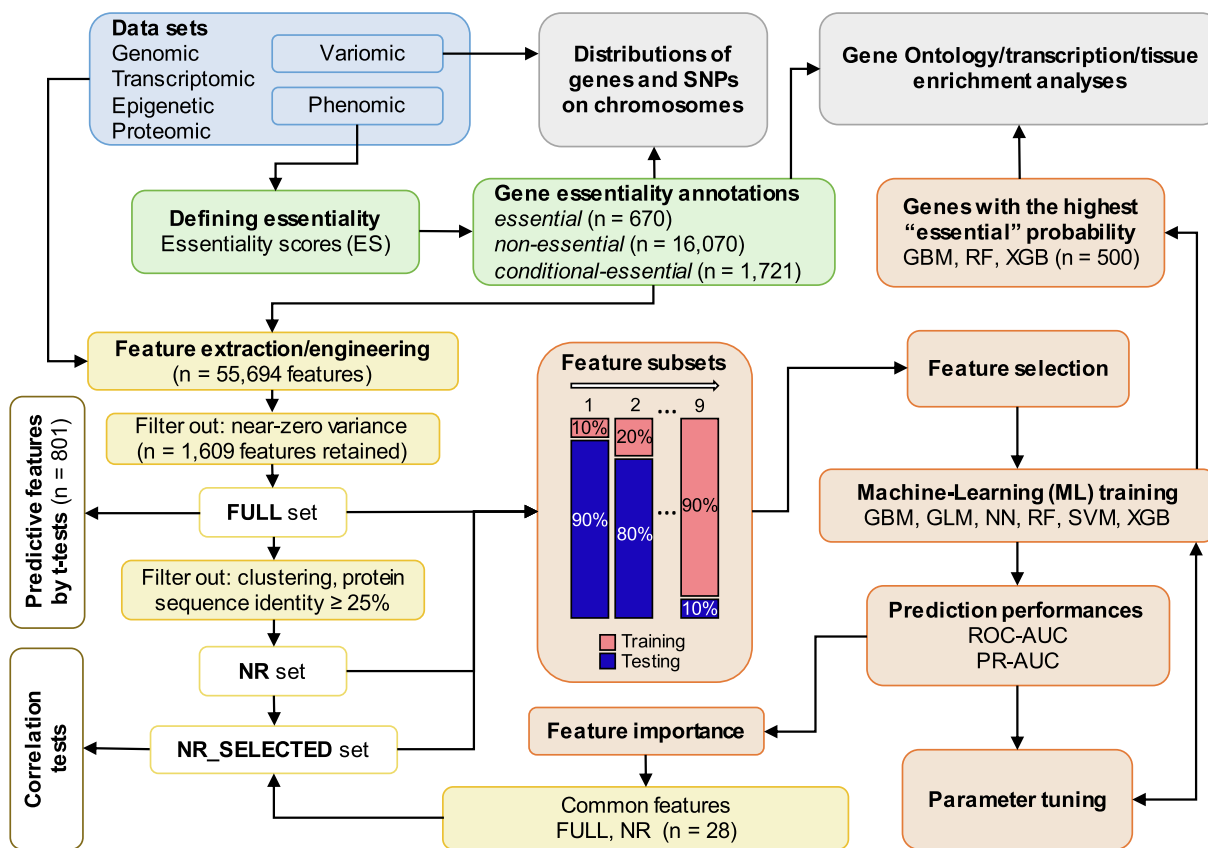 Data sets
Genomic
Transcriptomic
Epigenetic
Proteomic
Variomic
Phenomic
Distributions of
genes and SNPs
on chromosomes
Gene Ontology/transcription/tissue
enrichment analyses
Defining essentiality
Essentiality scores (ES)
Gene essentiality annotations
essential (n = 670)
non-essential (n = 16,070)
conditional-essential (n = 1,721)
Genes with the highest
“essential” probability
GBM, RF, XGB (n = 500)
Feature extraction/engineering
(n = 55,694 features)
Filter out: near-zero variance
(n = 1,609 features retained)
FULL set
Filter out: clustering, protein
sequence identity ≥ 25%
NR set
NR_SELECTED set
Predictive features
by t-tests (n = 801)
Correlation
tests
Feature subsets
1 2 ... 9
10% 20% 90%
90% 80% ... 10%
Training
Testing
Feature selection
Machine-Learning (ML) training
GBM, GLM, NN, RF, SVM, XGB
Prediction performances
ROC-AUC
PR-AUC
Feature importance
Common features
FULL, NR (n = 28)
Parameter tuning